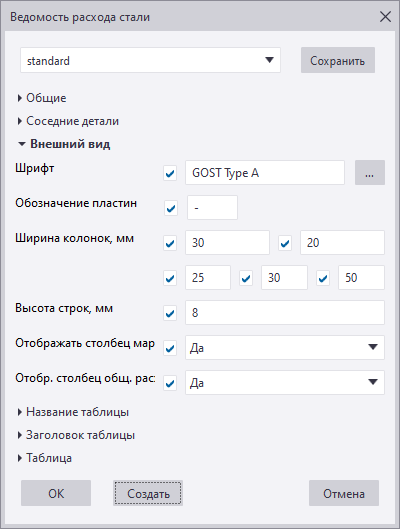 Ведомость расхода стали
standard
Сохранить
Общие
Соседние детали
Внешний вид
Шрифт
GOST Type A
...
Обозначение пластин
-
Ширина колонок, мм
30
20
25
30
50
Высота строк, мм
8
Отображать столбец мар
Да
Отобр. столбец общ. рас
Да
Название таблицы
Заголовок таблицы
Таблица
OK
Создать
Отмена